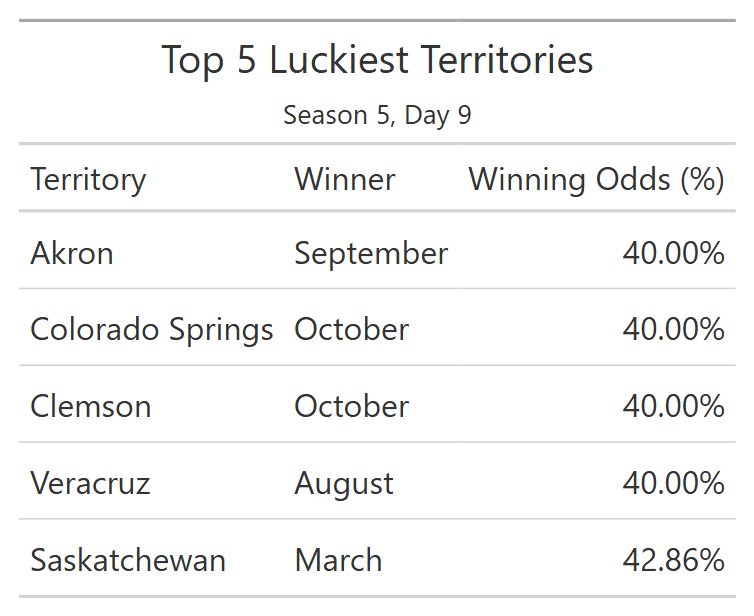 Top 5 Luckiest Territories
Season 5, Day 9
Territory Winner Winning Odds (%)
Akron September 40.00%
Colorado Springs October 40.00%
Clemson October 40.00%
Veracruz August 40.00%
Saskatchewan March 42.86%